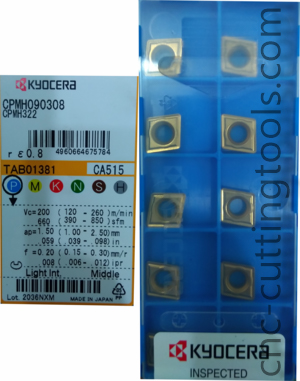 KYOCERA
CPMH090308
CPMH322
4960664675784
rε0.8
TAB01381 CA515
P M K N S H
Vc=200 (120 - 260) m/min
660 (390 - 850) sfm
ap=1.50 (1.00 - 2.50) mm
.059 (.039 - .098) in
f =0.20 (0.15 - 0.30) mm/r
.008 (.006 - .012) ipr
Light Int. Middle
Lot. 2036NXM MADE IN JAPAN PP
KYOCERA
INSPECTED
cnc-cuttingtools.com